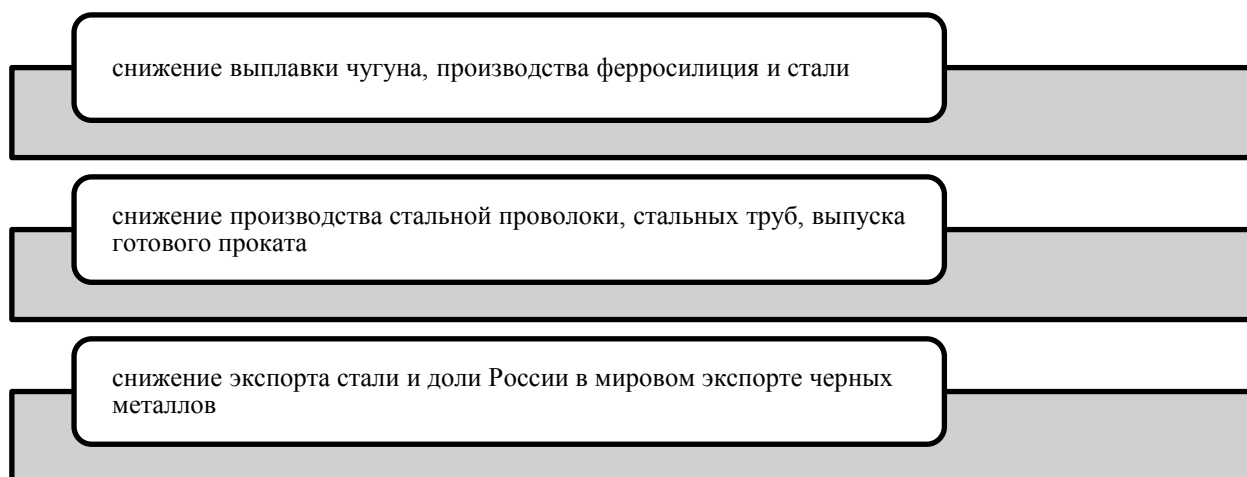 снижение выплавки чугуна, производства ферросилиция и стали
снижение производства стальной проволоки, стальных труб, выпуска
готового проката
снижение экспорта стали и доли России в мировом экспорте черных
металлов